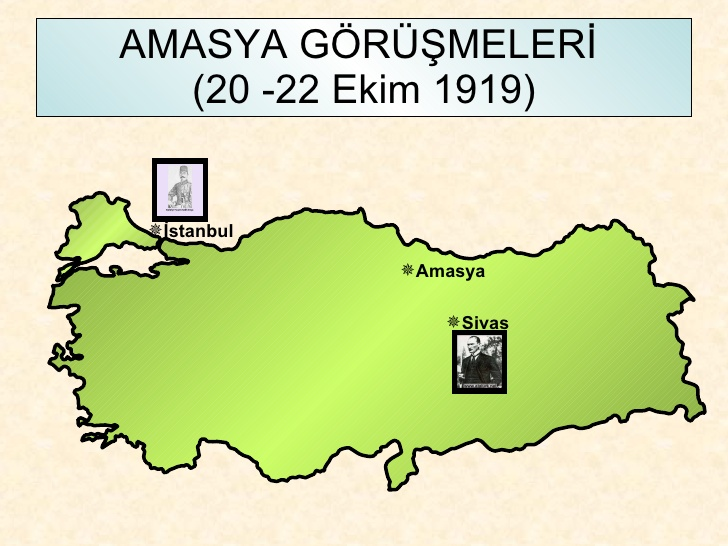 AMASYA GÖRÜŞMELERİ
(20 -22 Ekim 1919)
İstanbul
Amasya
Sivas